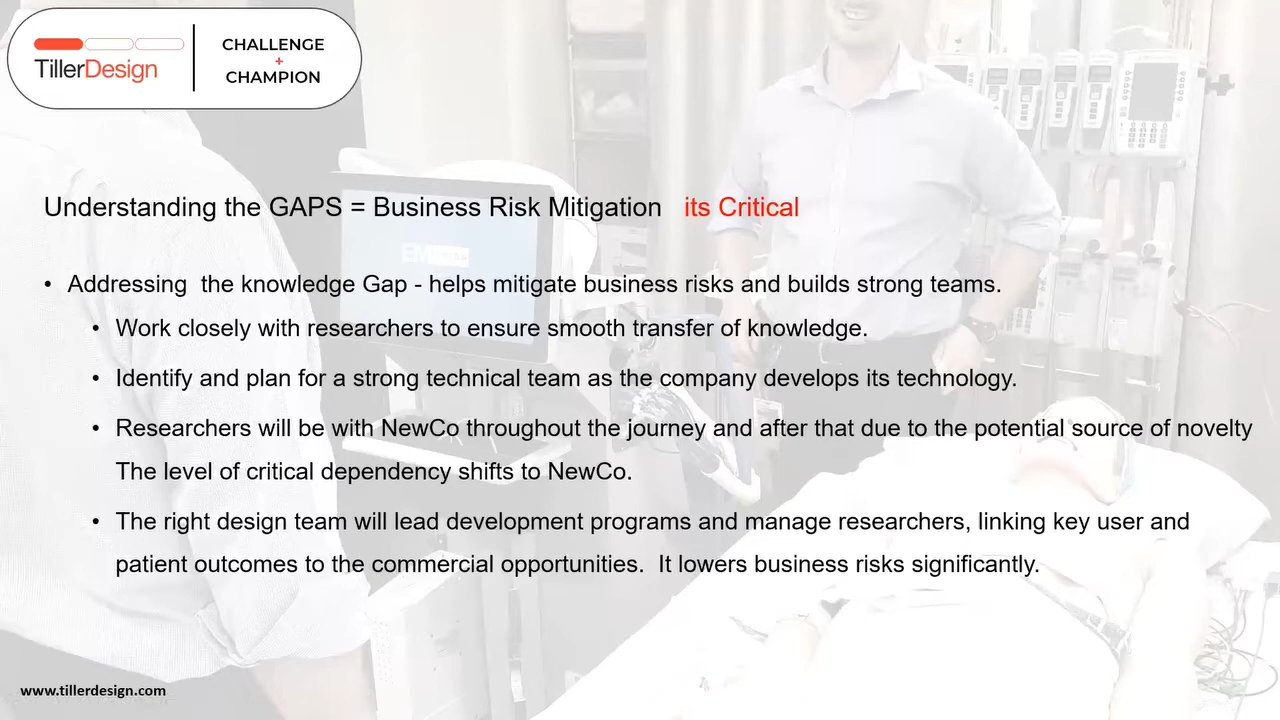 TillerDesign
CHALLENGE
+
CHAMPION
Understanding the GAPS = Business Risk Mitigation its Critical
• Addressing the knowledge Gap - helps mitigate business risks and builds strong teams.
• Work closely with researchers to ensure smooth transfer of knowledge.
• Identify and plan for a strong technical team as the company develops its technology.
• Researchers will be with NewCo throughout the journey and after that due to the potential source of novelty
The level of critical dependency shifts to NewCo.
• The right design team will lead development programs and manage researchers, linking key user and
patient outcomes to the commercial opportunities. It lowers business risks significantly.
www.tillerdesign.com